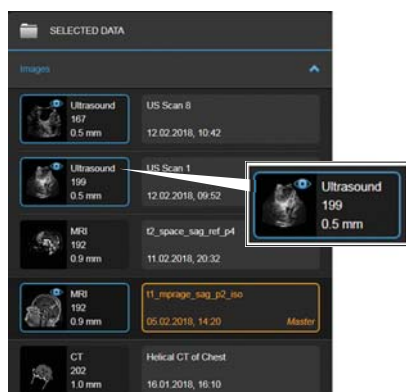 SELECTED DATA
Images
Ultrasound
167
0.5 mm
US Scan 8
12.02.2018, 10:42
Ultrasound
199
0.5 mm
US Scan 1
12.02.2018, 09:52
Ultrasound
199
0.5 mm
MRI
192
0.9 mm
t2_space_sag_ref_p4
11.02.2018, 20:32
MRI
192
0.9 mm
t1_mprage_sag_p2_iso
05.02.2018, 14:20 Master
CT
202
1.0 mm
Helical CT of Chest
16.01.2018, 16:10